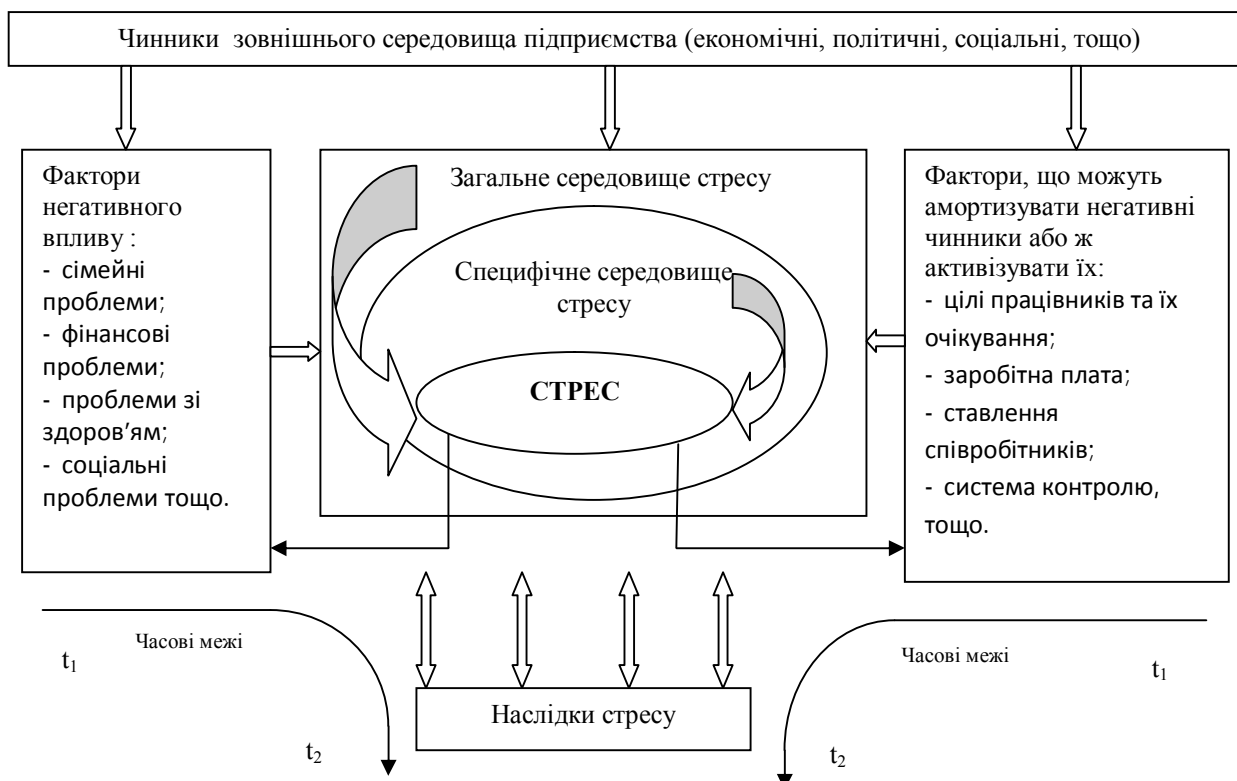 Чинники зовнішнього середовища підприємства (економічні, політичні, соціальні, тощо)
Фактори
негативного
впливу :
- сімейні
проблеми;
- фінансові
проблеми;
- проблеми зі
здоров’ям;
- соціальні
проблеми тощо.
Загальне середовище стресу
Специфічне середовище
стресу
СТРЕС
Фактори, що можуть
амортизувати негативні
чинники або ж
активізувати їх:
- цілі працівників та їх
очікування;
- заробітна плата;
- ставлення
співробітників;
- система контролю,
тощо.
Часові межі
t₁
t₂
Наслідки стресу
Часові межі
t₁
t₂